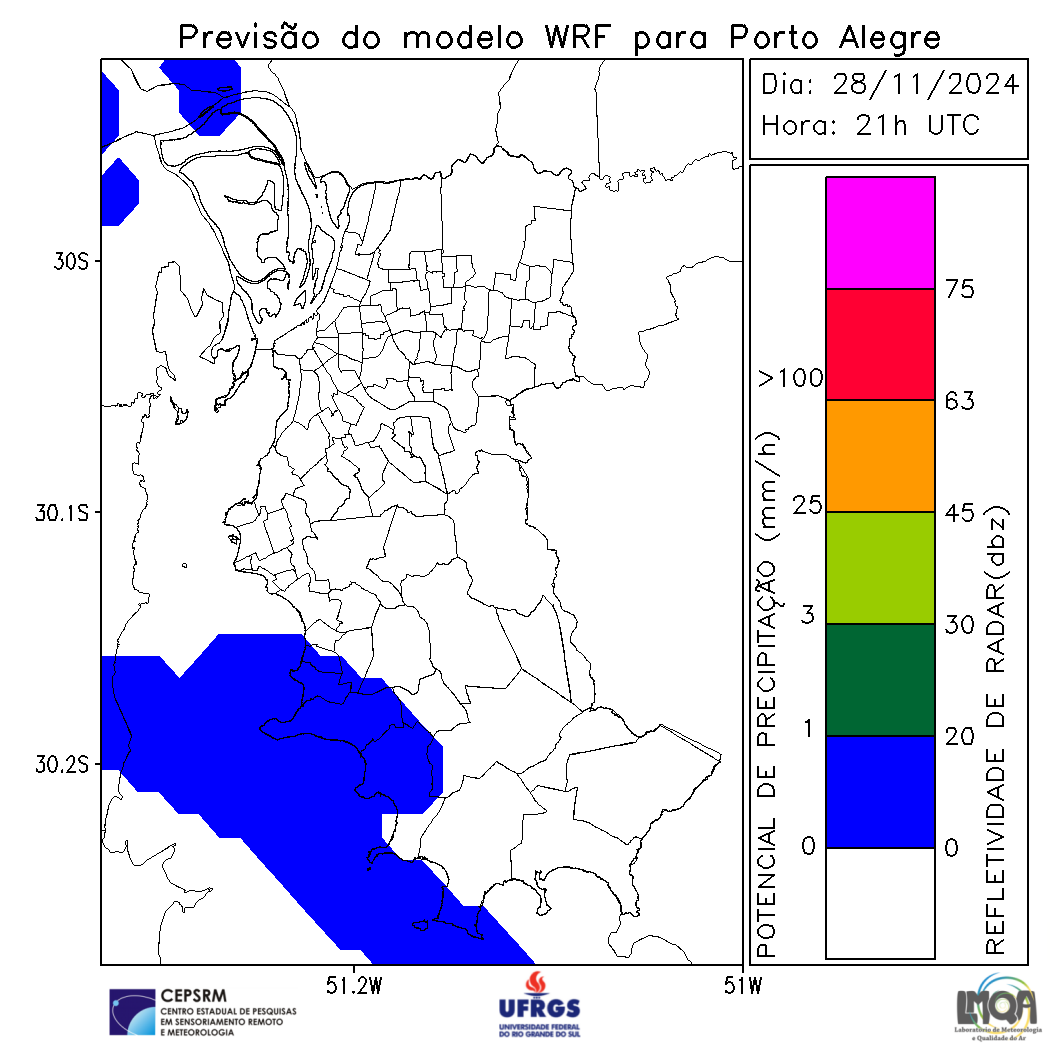 Previsão do modelo WRF para Porto Alegre
Dia: 28/11/2024
Hora: 21h UTC
30S
30.1S
30.2S
51.2W
51W
POTENCIAL DE PRECIPITAÇÃO (mm/h)
>100
25
3
1
0
75
63
45
30
20
0
REFLETIVIDADE DE RADAR(dbz)
CEPSRM
CENTRO ESTADUAL DE PESQUISAS
EM SENSORIAMENTO REMOTO
E METEOROLOGIA
UFRGS
UNIVERSIDADE FEDERAL
DO RIO GRANDE DO SUL
LMQA
Laboratório de Meteorologia
e Qualidade do Ar